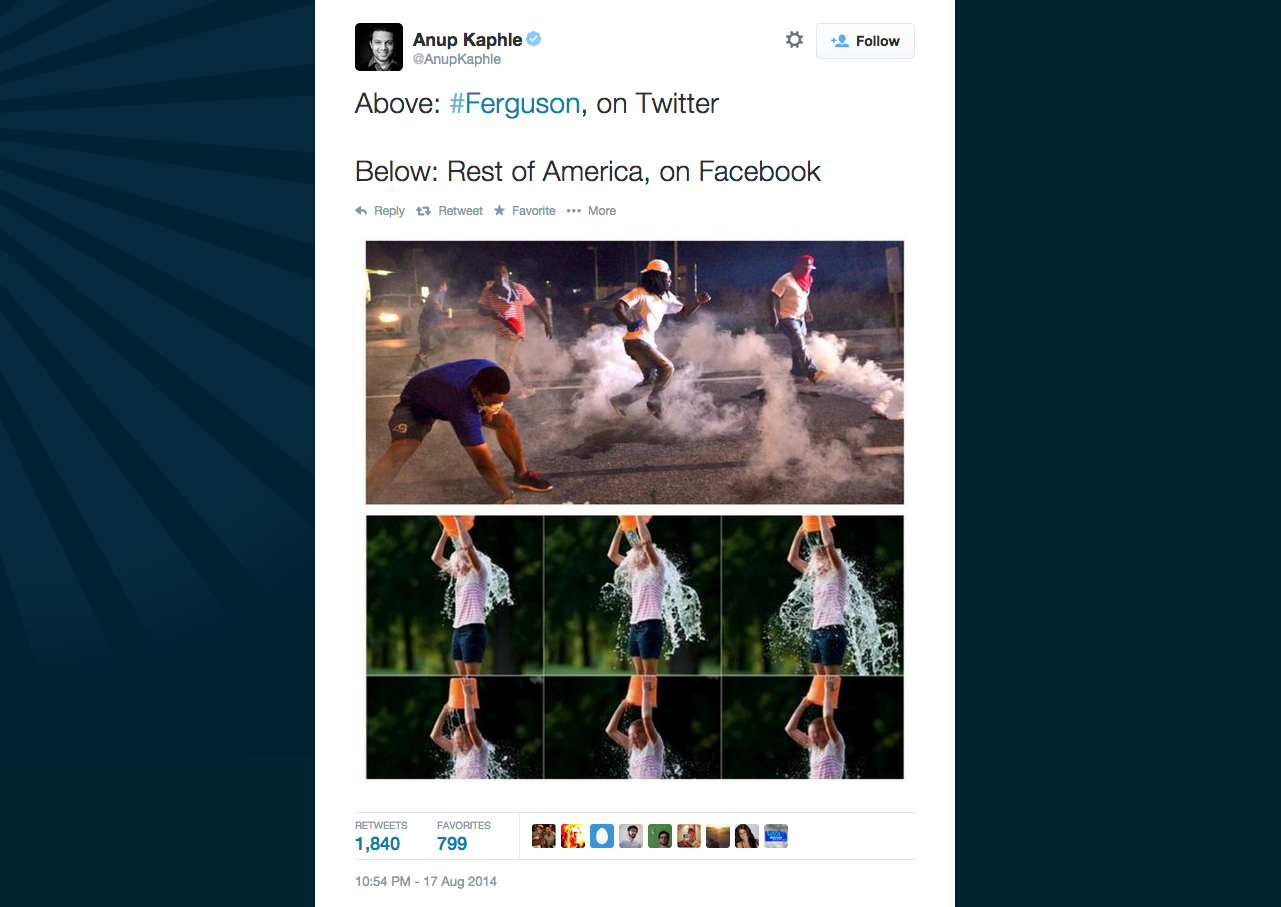 Anup Kaphle
@AnupKaphle
Follow
Above: #Ferguson, on Twitter
Below: Rest of America, on Facebook
Reply Retweet Favorite More
RETWEETS FAVORITES
1,840 799
10:54 PM - 17 Aug 2014